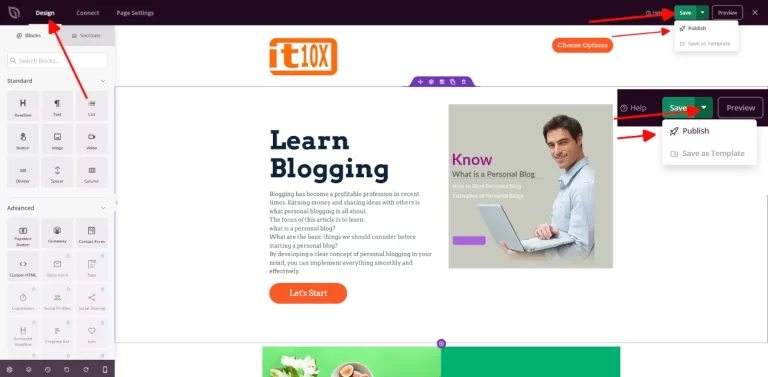 Design
Connect
Page Settings
Save
Preview
Publish
Save as Template
Blocks
Sections
Search blocks...
Standard
Headline
Text
List
Button
Image
Video
Divider
Spacer
Column
Advanced
Payment Button
Giveaway
Contact Form
Custom HTML
Optin Form
Tabs
Countdown
Social Profiles
Social Sharing
Animated Headline
Progress Bar
Icon
it10X
Choose Options
Learn
Blogging
Blogging has become a profitable profession in recent
times. Earning money and sharing ideas with others is
what personal blogging is all about.
The focus of this article is to learn:
what is a personal blog?
What are the basic things we should consider before
starting a personal blog?
By developing a clear concept of personal blogging in your
mind, you can implement everything smoothly and
effectively.
Let's Start
Know
What is a Personal Blog
How to Start Personal Blog
Examples of Personal Blogs
Help
Save
Preview
Publish
Save as Template